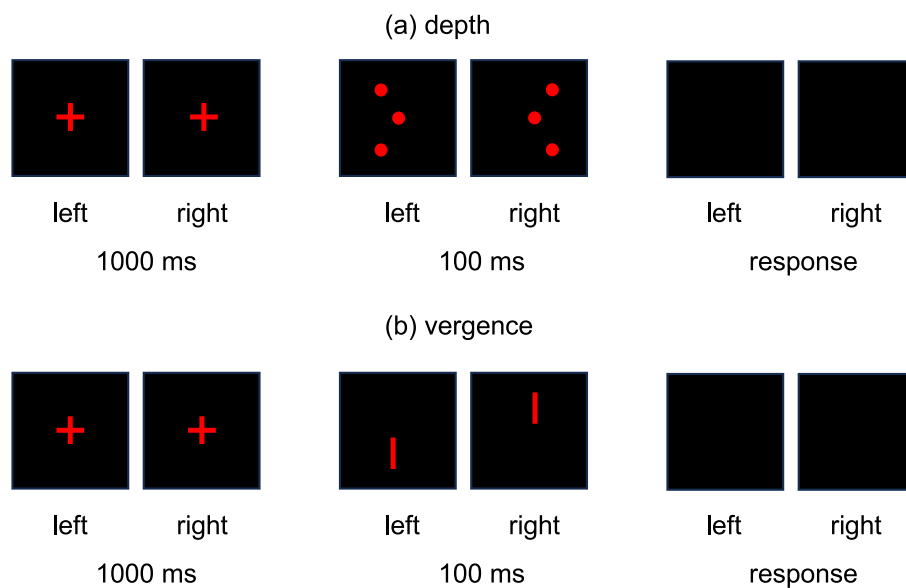 (a) depth
left right left right left right
1000 ms 100 ms response
(b) vergence
left right left right left right
1000 ms 100 ms response